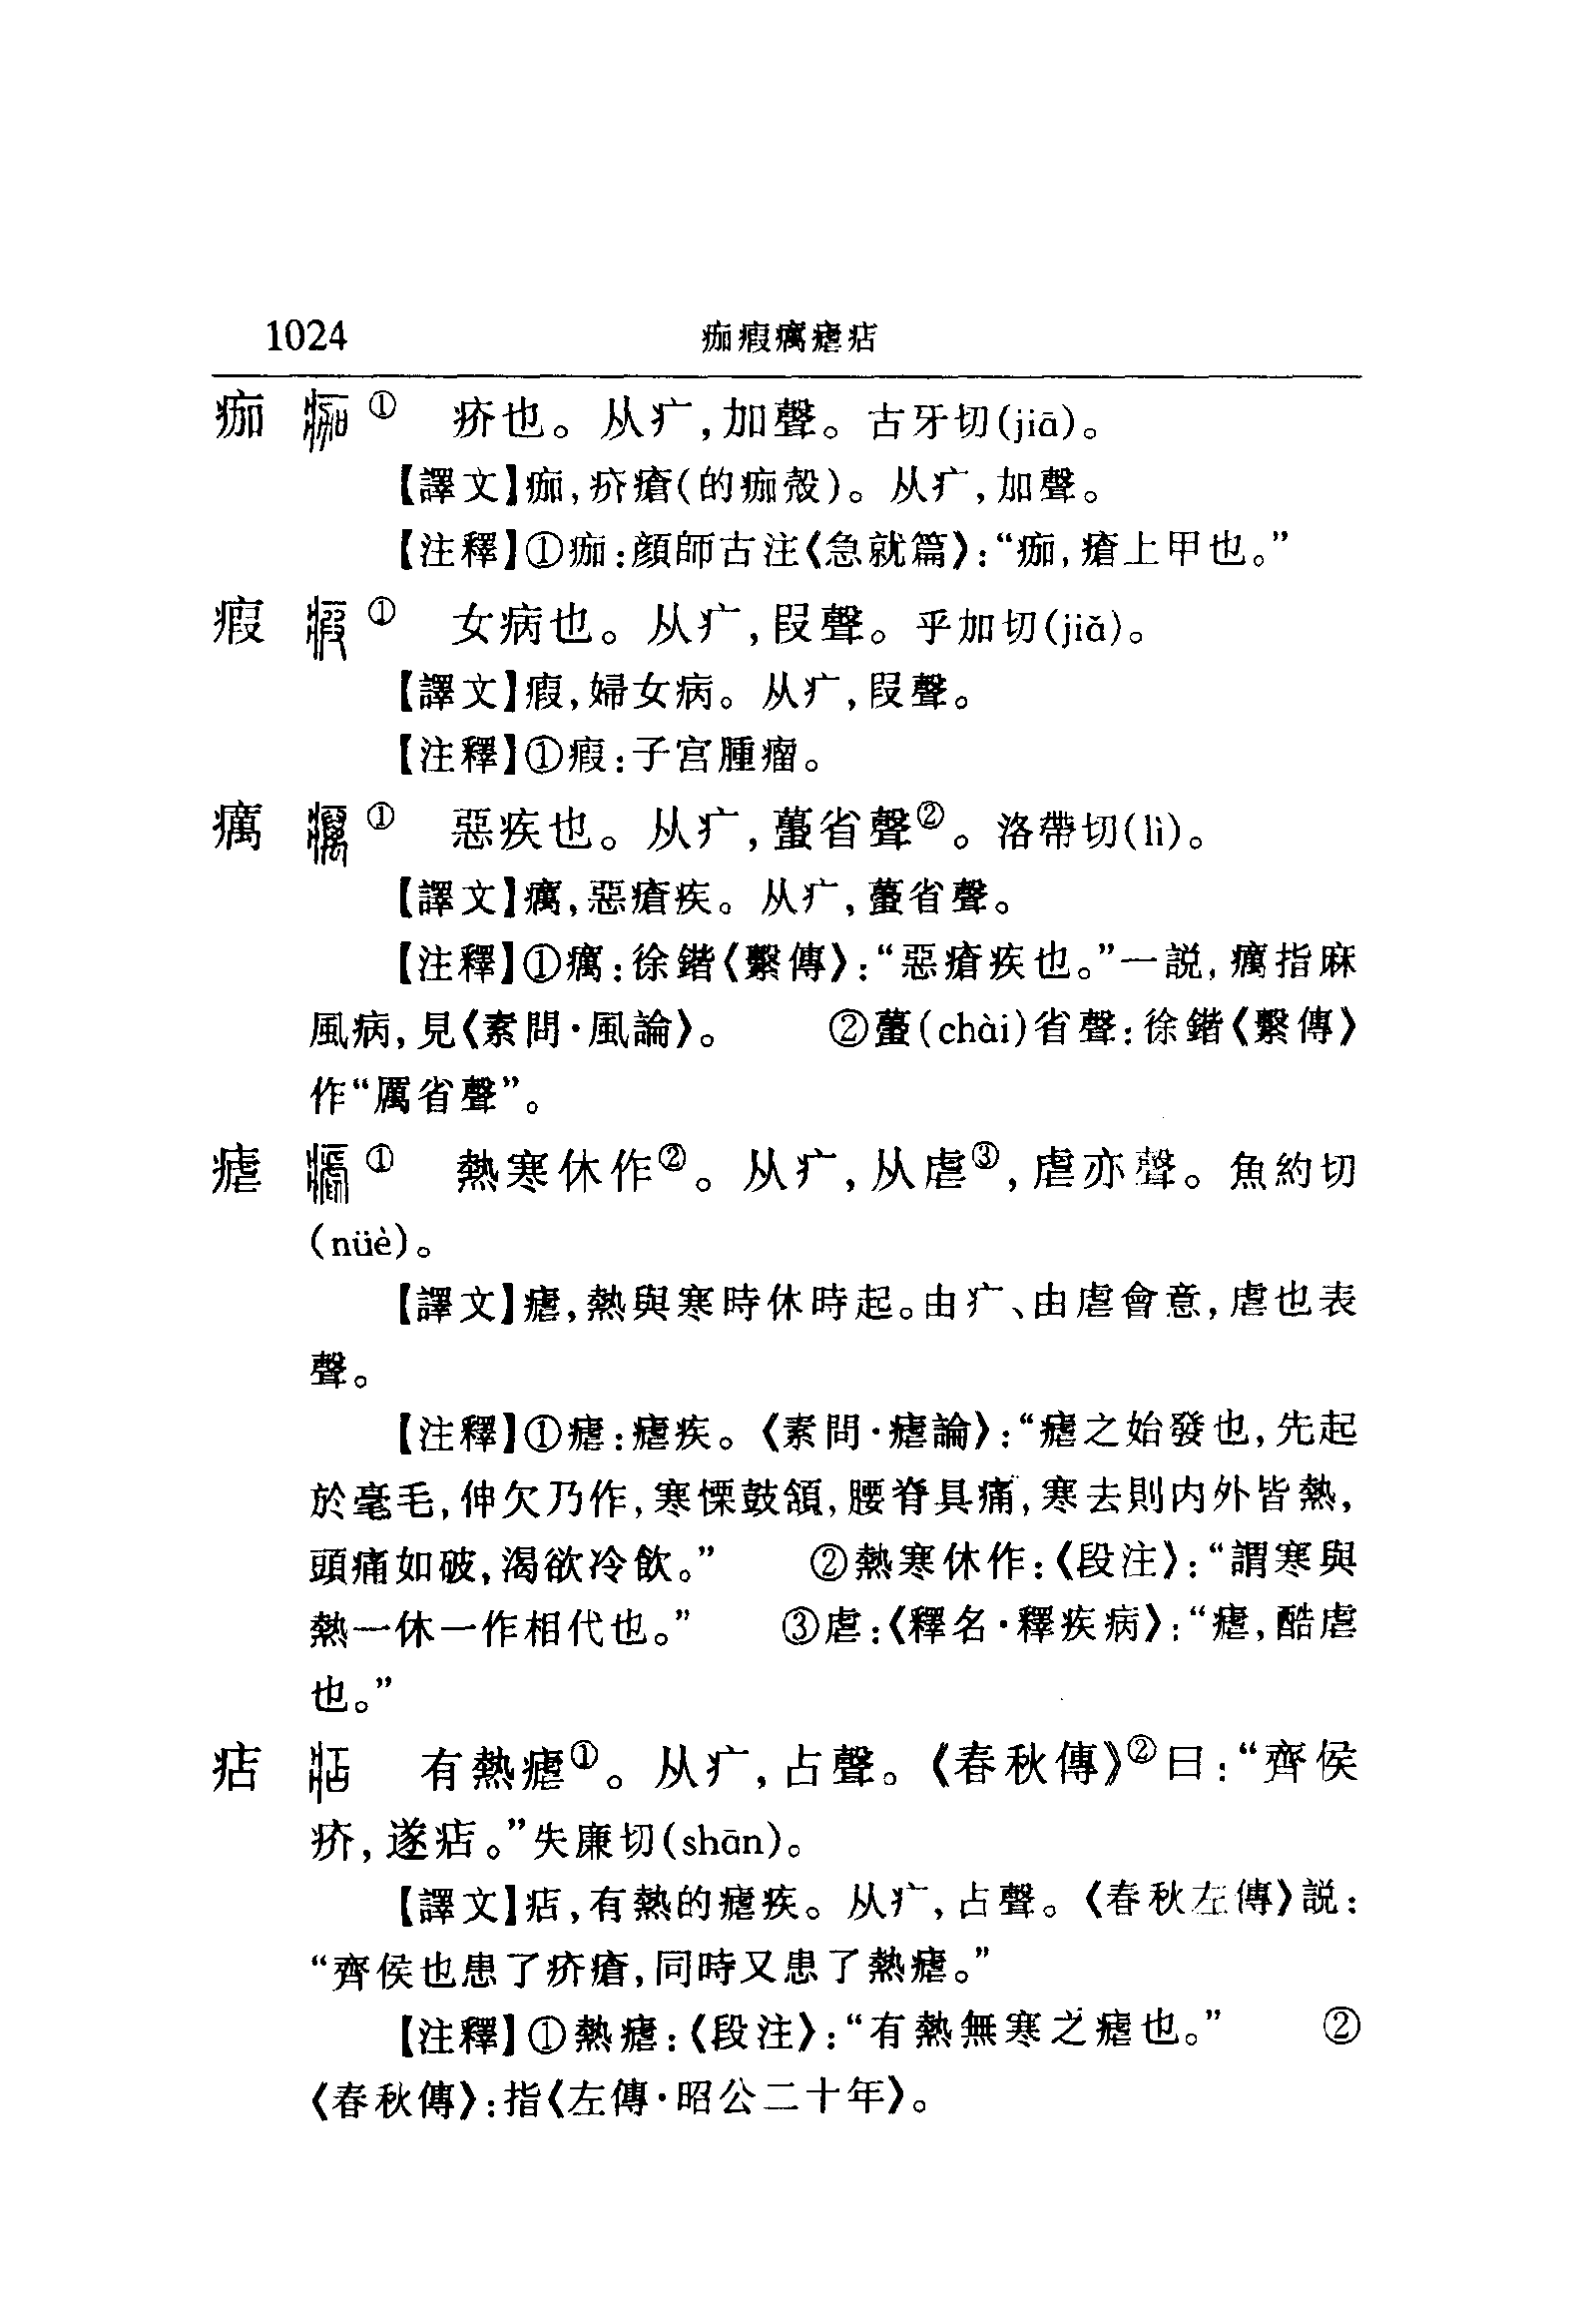 1024 痂瘕癘瘧痁
痂 ① 疥也。从疒，加聲。古牙切(jiā)。
【譯文】痂，疥瘡(的痂殼)。从疒，加聲。
【注釋】①痂：顔師古注《急就篇》：“痂，瘡上甲也。”
瘕 ① 女病也。从疒，叚聲。乎加切(jiǎ)。
【譯文】瘕，婦女病。从疒，叚聲。
【注釋】①瘕：子宫腫瘤。
癘 ① 惡疾也。从疒，蠆省聲②。洛帶切(lì)。
【譯文】癘，惡瘡疾。从疒，蠆省聲。
【注釋】①癘：徐鍇《繫傳》：“惡瘡疾也。”一説，癘指麻
風病，見《素問·風論》。 ②蠆(chài)省聲：徐鍇《繫傳》
作“厲省聲”。
瘧 ① 熱寒休作②。从疒，从虐③，虐亦聲。魚約切
(nüè)。
【譯文】瘧，熱與寒時休時起。由疒、由虐會意，虐也表
聲。
【注釋】①瘧：瘧疾。《素問·瘧論》：“瘧之始發也，先起
於毫毛，伸欠乃作，寒慄鼓頷，腰脊具痛，寒去則内外皆熱，
頭痛如破，渴欲冷飲。” ②熱寒休作：《段注》：“謂寒與
熱一休一作相代也。” ③虐：《釋名·釋疾病》：“瘧，酷虐
也。”
痁 有熱瘧①。从疒，占聲。《春秋傳》②曰：“齊侯
疥，遂痁。”失廉切(shān)。
【譯文】痁，有熱的瘧疾。从疒，占聲。《春秋左傳》説：
“齊侯也患了疥瘡，同時又患了熱瘧。”
【注釋】①熱瘧：《段注》：“有熱無寒之瘧也。” ②
《春秋傳》：指《左傳·昭公二十年》。